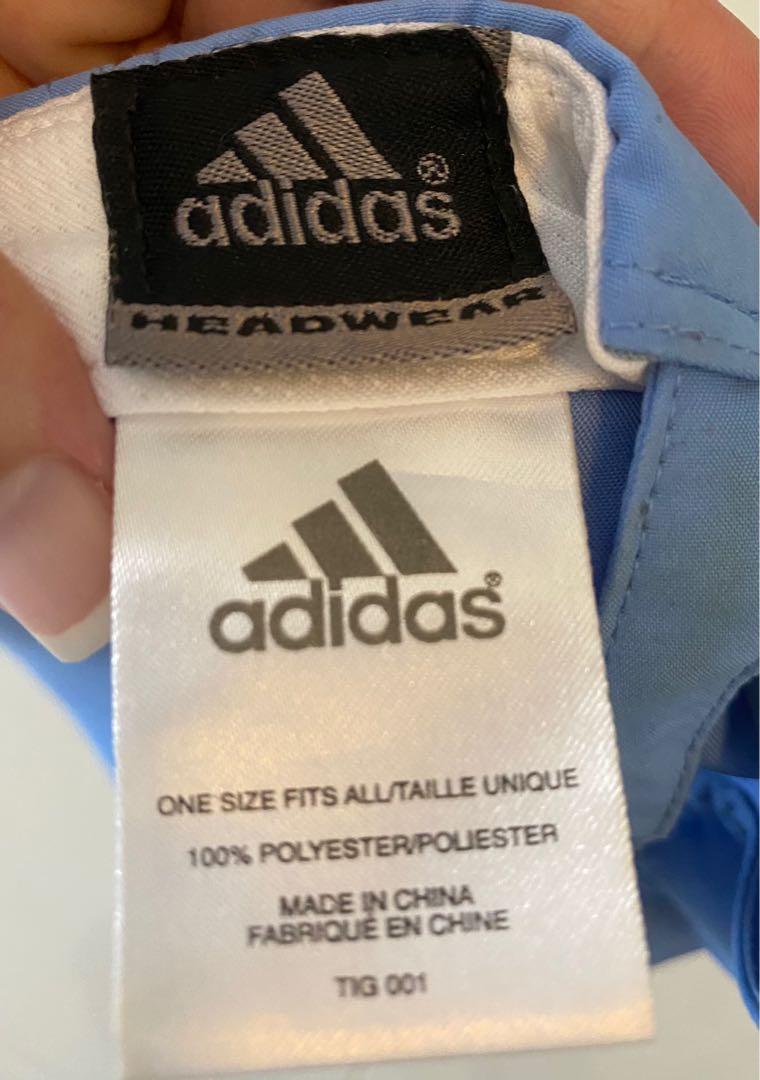 adidas®
HEADWEAR
adidas®
ONE SIZE FITS ALL/TAILLE UNIQUE
100% POLYESTER/POLIESTER
MADE IN CHINA
FABRIQUÉ EN CHINE
TIG 001